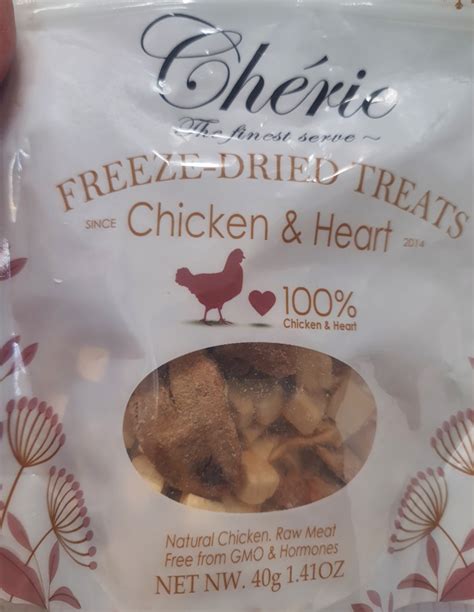 Chérie
The finest serve ~
FREEZE-DRIED TREATS
SINCE Chicken & Heart 2014
100%
Chicken & Heart
Natural Chicken. Raw Meat
Free from GMO & Hormones
NET NW. 40g 1.41OZ